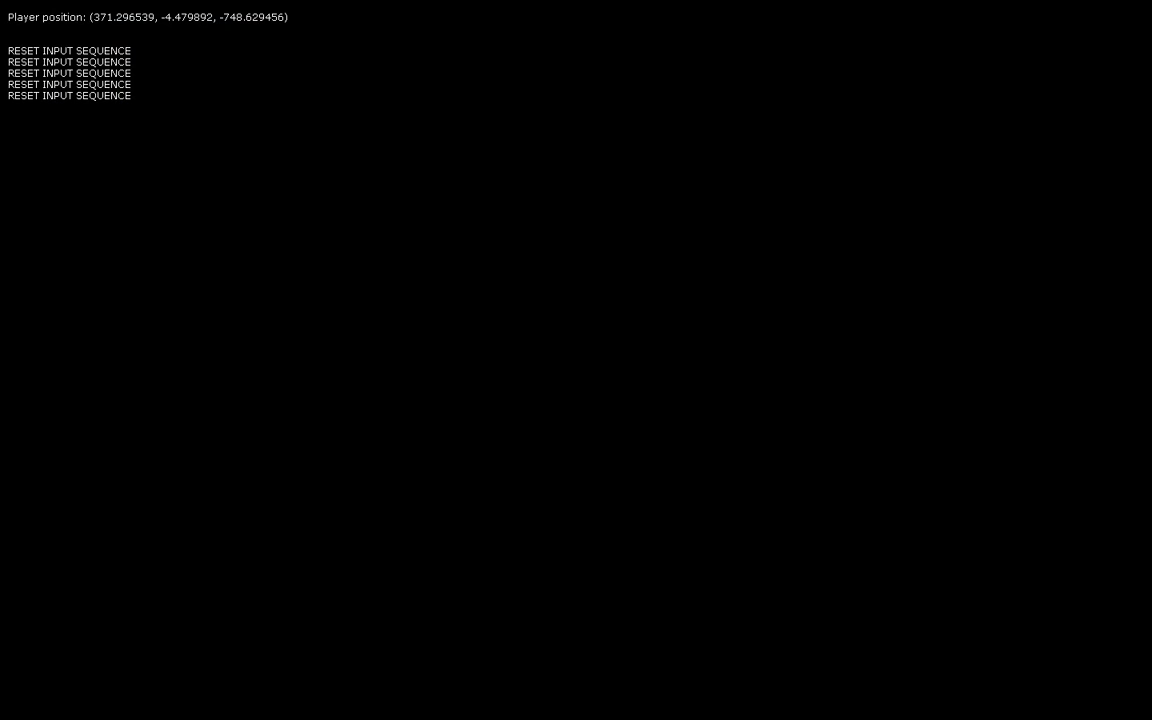 Player position: (371.296539, -4.479892, -748.629456)
RESET INPUT SEQUENCE
RESET INPUT SEQUENCE
RESET INPUT SEQUENCE
RESET INPUT SEQUENCE
RESET INPUT SEQUENCE